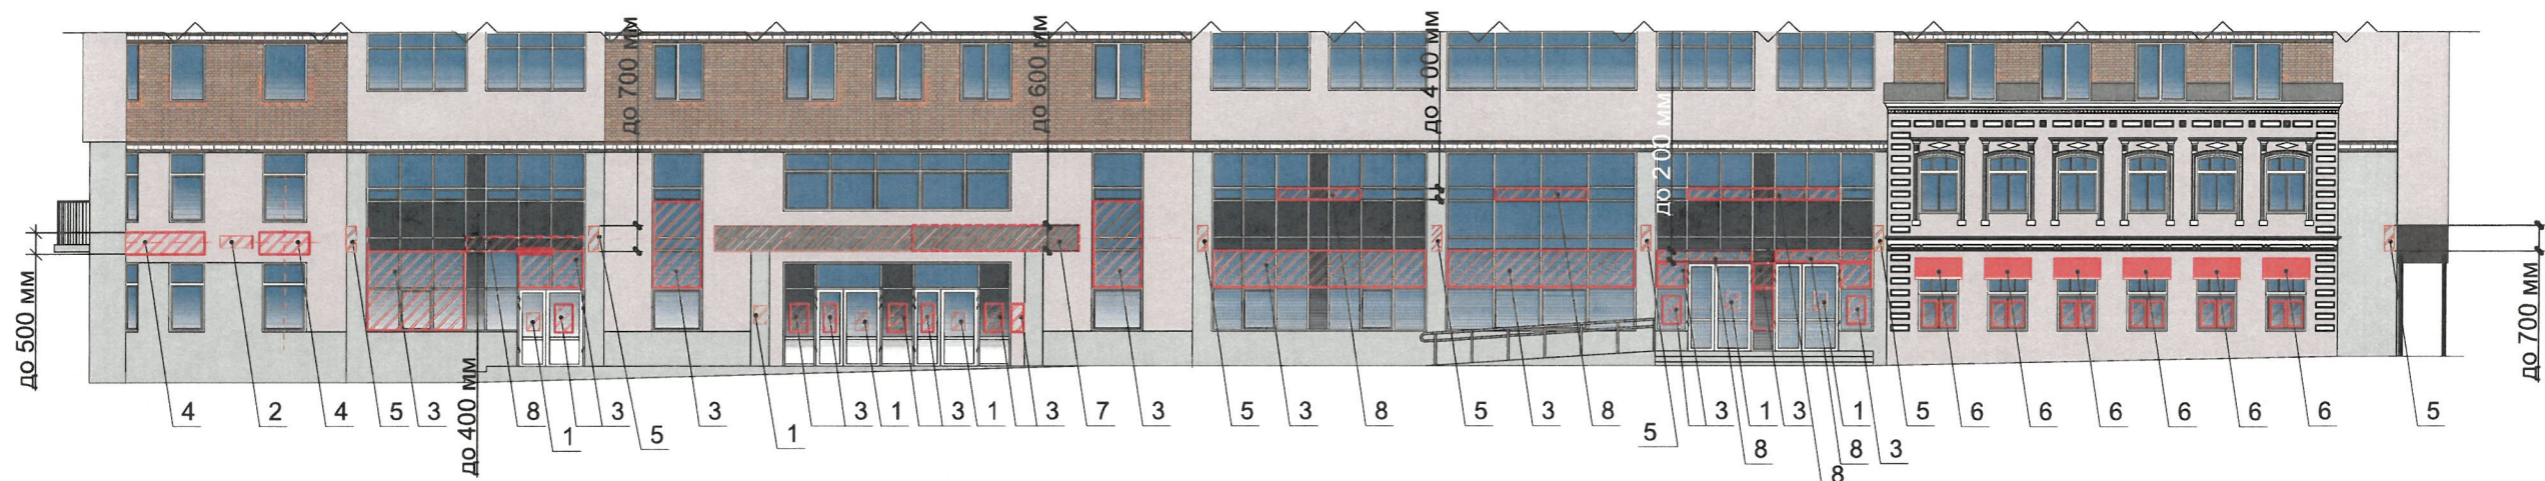 до 700 мм
до 600 мм
до 4 00 мм
до 200 мм
до 500 мм
до 400 мм
до 700 мм
4 2 4 5 3 8 3 3 3 1 3 1 3 7 3 5 3 8 5 3 8 3 1 3 1 5 6 6 6 6 6 6 5
1 5 1 5 8 8 3
8